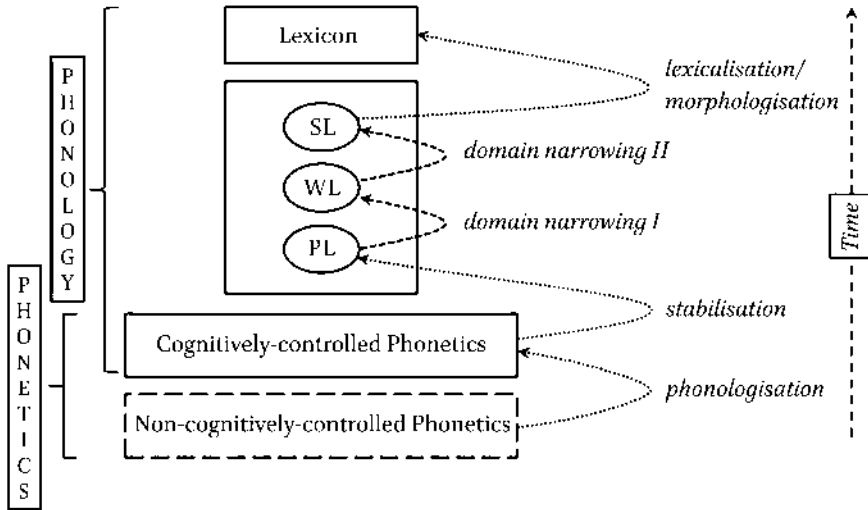 PHONOLOGY
PHONETICS
Lexicon
lexicalisation/
morphologisation
SL
domain narrowing II
WL
domain narrowing I
PL
stabilisation
Cognitively-controlled Phonetics
phonologisation
Non-cognitively-controlled Phonetics
Time